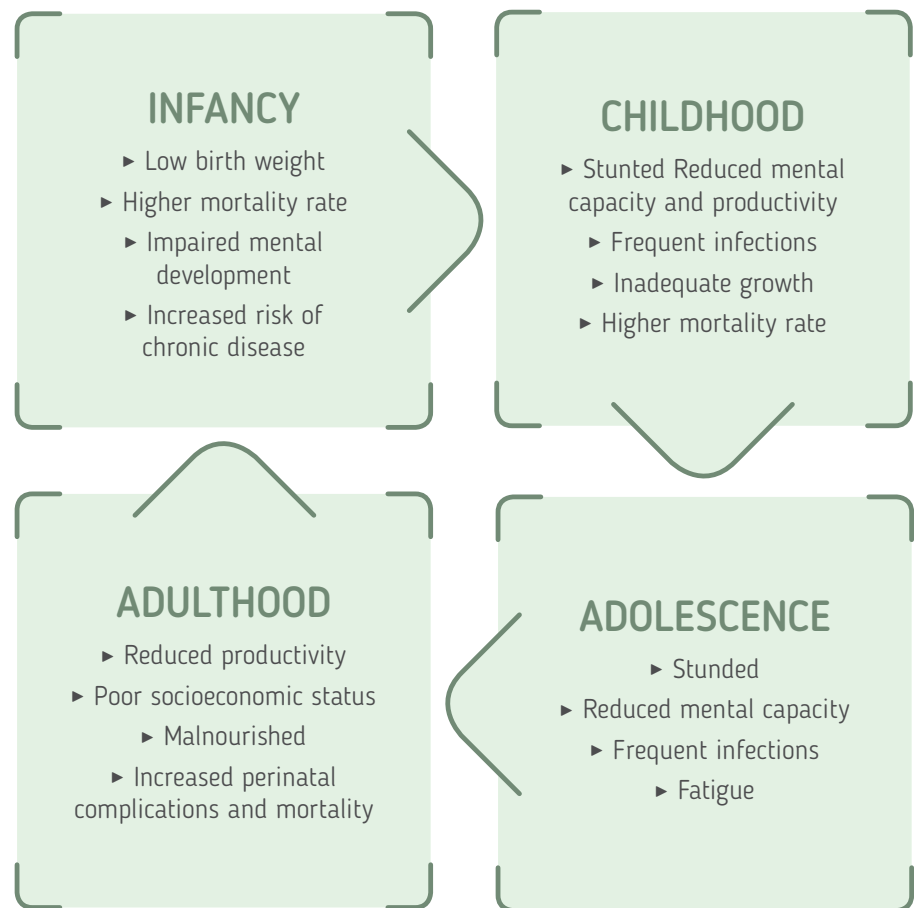 INFANCY
► Low birth weight
► Higher mortality rate
► Impaired mental
development
► Increased risk of
chronic disease
CHILDHOOD
► Stunted Reduced mental
capacity and productivity
► Frequent infections
► Inadequate growth
► Higher mortality rate
ADULTHOOD
► Reduced productivity
► Poor socioeconomic status
► Malnourished
► Increased perinatal
complications and mortality
ADOLESCENCE
► Stunded
► Reduced mental capacity
► Frequent infections
► Fatigue